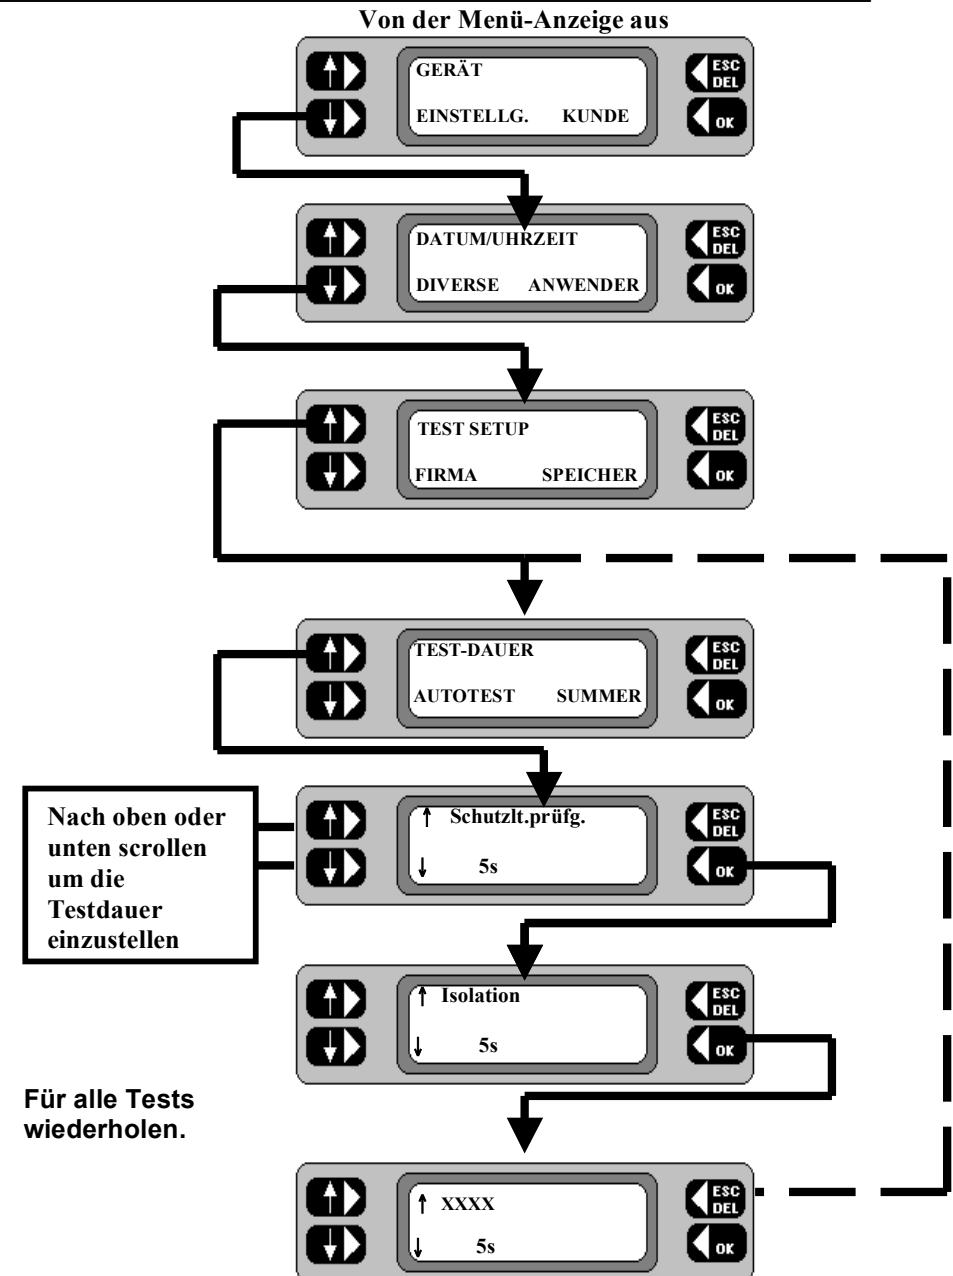 Von der Menü-Anzeige aus
GERÄT
EINSTELLG. KUNDE
ESC
DEL
OK
DATUM/UHRZEIT
DIVERSE ANWENDER
ESC
DEL
OK
TEST SETUP
FIRMA SPEICHER
ESC
DEL
OK
TEST-DAUER
AUTOTEST SUMMER
ESC
DEL
OK
Nach oben oder
unten scrollen
um die
Testdauer
einzustellen
↑ Schutzlt.prüfg.
↓ 5s
ESC
DEL
OK
↑ Isolation
↓ 5s
ESC
DEL
OK
Für alle Tests
wiederholen.
↑ XXXX
↓ 5s
ESC
DEL
OK